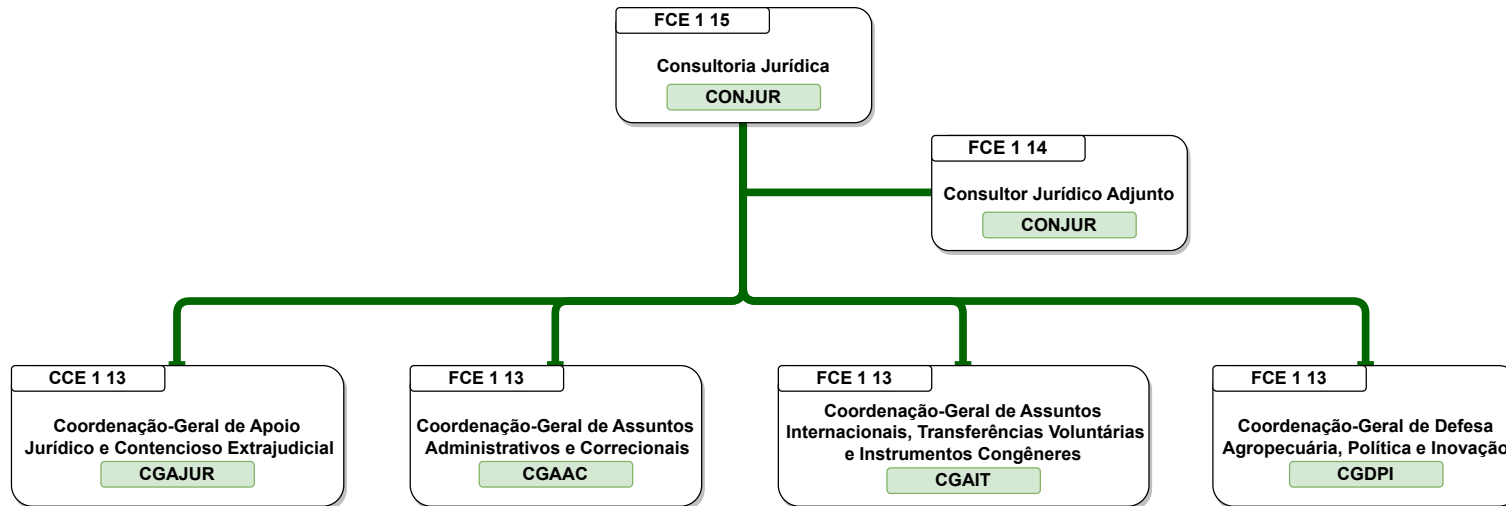 FCE 1 15
Consultoria Jurídica
CONJUR
FCE 1 14
Consultor Jurídico Adjunto
CONJUR
CCE 1 13
Coordenação-Geral de Apoio
Jurídico e Contencioso Extrajudicial
CGAJUR
FCE 1 13
Coordenação-Geral de Assuntos
Administrativos e Correcionais
CGAAC
FCE 1 13
Coordenação-Geral de Assuntos
Internacionais, Transferências Voluntárias
e Instrumentos Congêneres
CGAIT
FCE 1 13
Coordenação-Geral de Defesa
Agropecuária, Política e Inovação
CGDPI